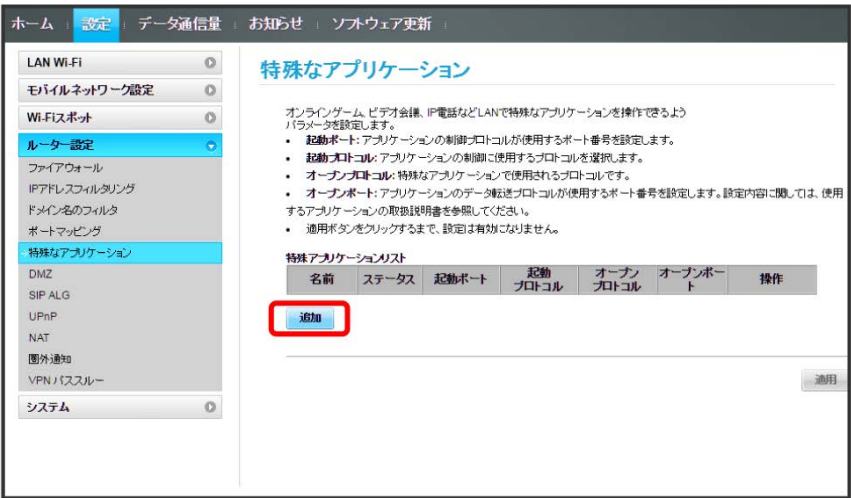 ホーム 設定 データ通信量 お知らせ ソフトウェア更新
LAN Wi-Fi
モバイルネットワーク設定
Wi-Fiスポット
ルーター設定
ファイアウォール
IPアドレスフィルタリング
ドメイン名のフィルタ
ポートマッピング
特殊なアプリケーション
DMZ
SIP ALG
UPnP
NAT
圏外通知
VPN パススルー
システム
特殊なアプリケーション
オンラインゲーム、ビデオ会議、IP電話などLANで特殊なアプリケーションを操作できるよう
パラメータを設定します。
• 起動ポート: アプリケーションの制御プロトコルが使用するポート番号を設定します。
• 起動プロトコル: アプリケーションの制御に使用するプロトコルを選択します。
• オープンプロトコル: 特殊なアプリケーションで使用されるプロトコルです。
• オープンポート: アプリケーションのデータ転送プロトコルが使用するポート番号を設定します。設定内容に関しては、使用
するアプリケーションの取扱説明書を参照してください。
• 適用ボタンをクリックするまで、設定は有効になりません。
特殊アプリケーションリスト
名前 ステータス 起動ポート 起動プロトコル オープンプロトコル オープンポート 操作
追加
適用